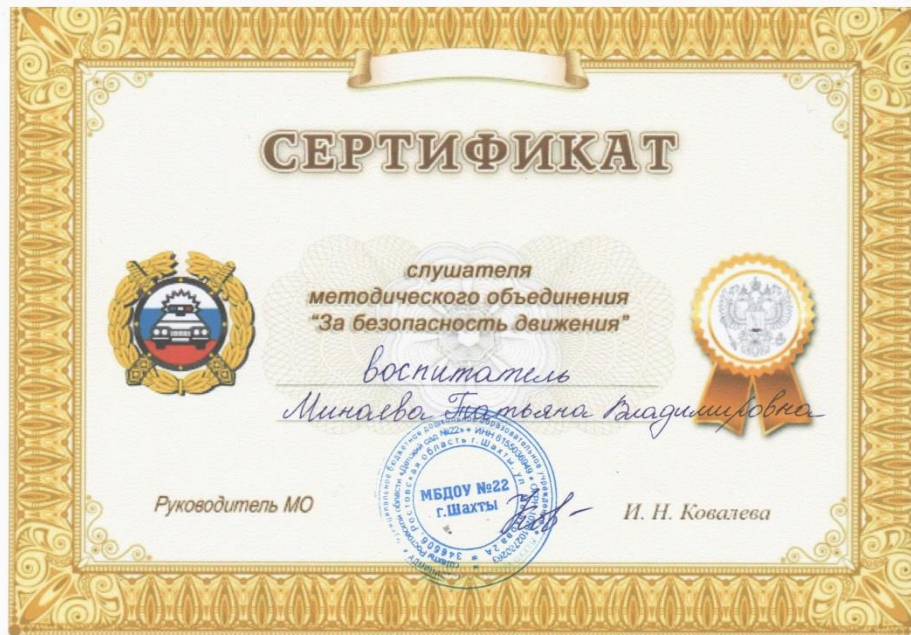 СЕРТИФИКАТ
слушателя
методического объединения
“За безопасность движения”
воспитатель
Минаева Татьяна Владимировна
Руководитель МО
МБДОУ №22
г.Шахты
И. Н. Ковалева